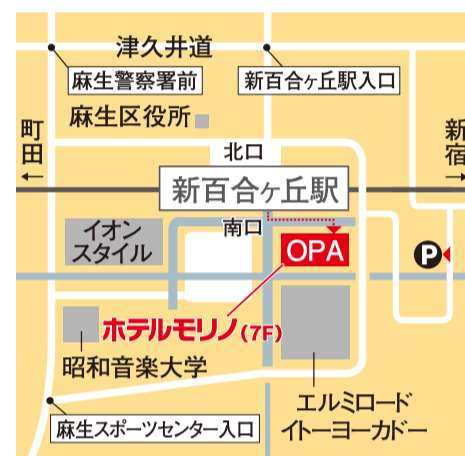 津久井道
麻生警察署前
新百合ヶ丘駅入口
麻生区役所
町田
←
新宿
→
北口
新百合ヶ丘駅
南口
イオン
スタイル
OPA
P
ホテルモリノ(7F)
昭和音楽大学
エルミロード
イトーヨーカドー
麻生スポーツセンター入口